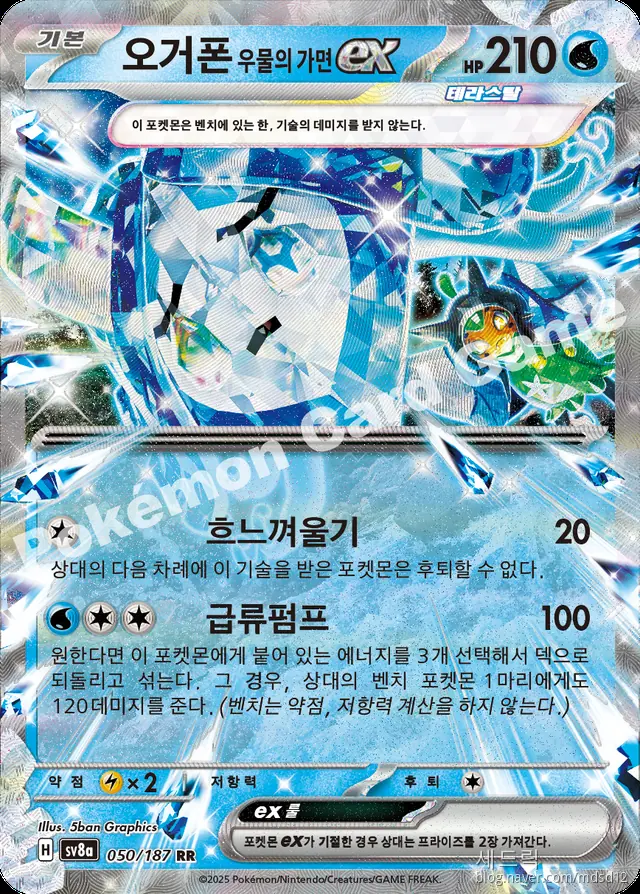 기본 오거폰 우물의 가면 ex HP 210
테라스탈
이 포켓몬은 벤치에 있는 한, 기술의 데미지를 받지 않는다.
Pokémon Card Game
흐느껴울기 20
상대의 다음 차례에 이 기술을 받은 포켓몬은 후퇴할 수 없다.
급류펌프 100
원한다면 이 포켓몬에게 붙어 있는 에너지를 3개 선택해서 덱으로
되돌리고 섞는다. 그 경우, 상대의 벤치 포켓몬 1마리에게도
120데미지를 준다. (벤치는 약점, 저항력 계산을 하지 않는다.)
약점 ×2 저항력 후퇴
Illus. 5ban Graphics
ex 룰
포켓몬 ex가 기절한 경우 상대는 프라이즈를 2장 가져간다.
H sv8a 050/187 RR
세드릭
blog.naver.com/mdsd12
©2025 Pokémon/Nintendo/Creatures/GAME FREAK.